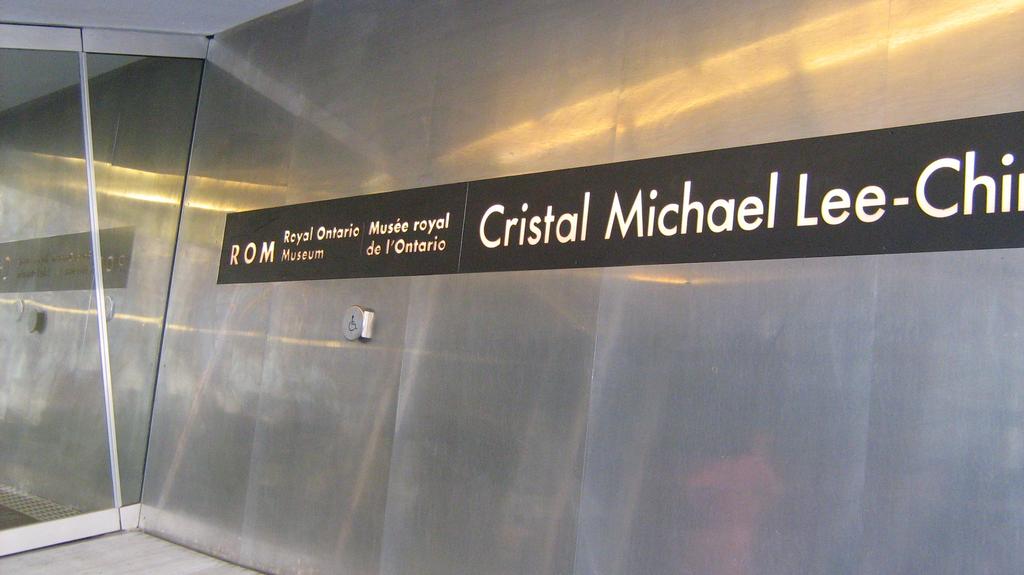 ROM
Royal Ontario
Museum
Musée royal
de l'Ontario
Cristal Michael Lee-Chi